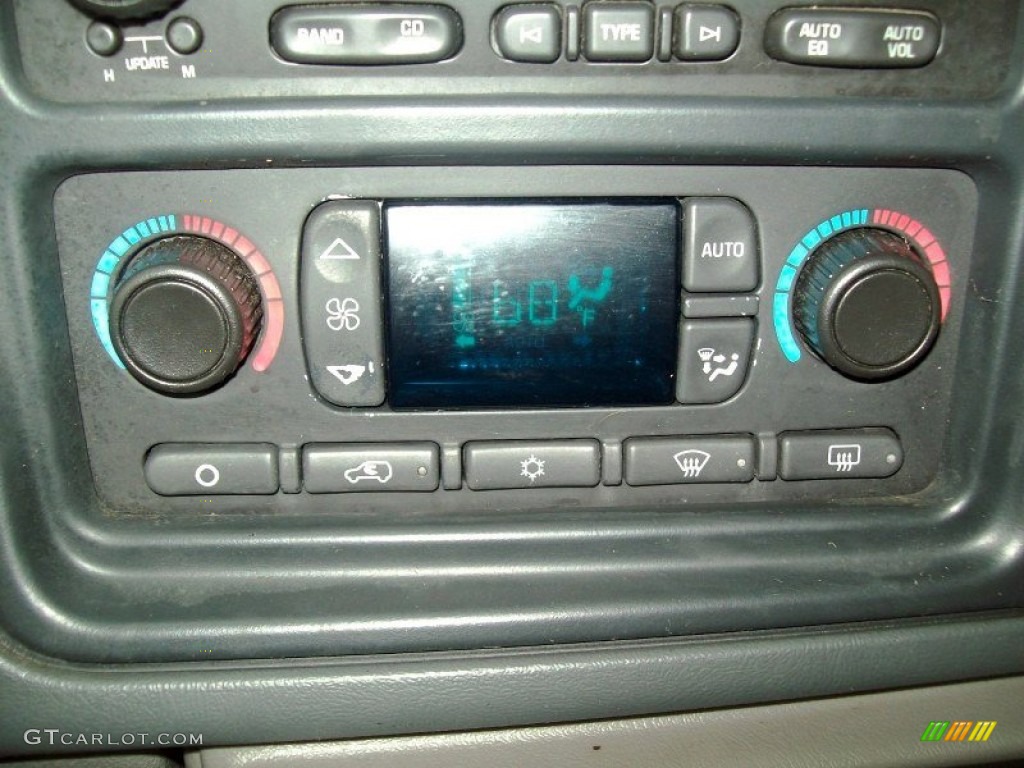 BAND CD TYPE AUTO EQ AUTO VOL
H UPDATE M
AUTO
60
F
GTCARLOT.COM